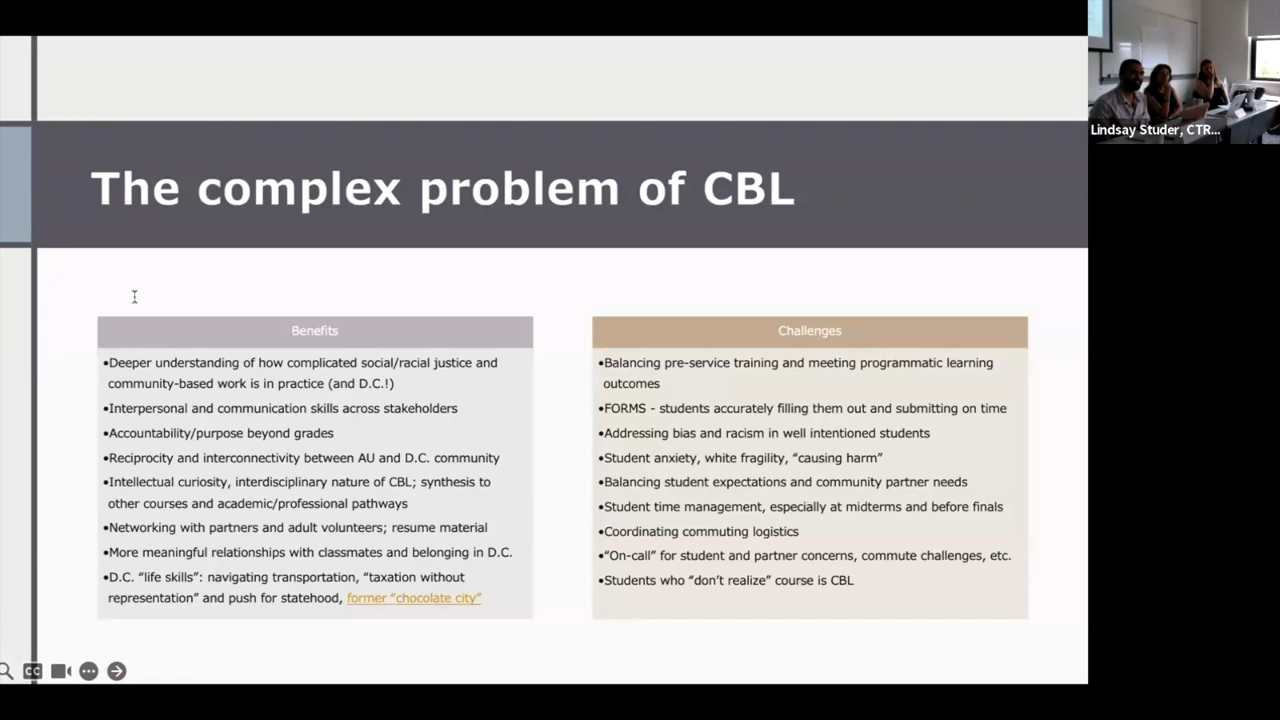 Lindsay Studer, CTR...
The complex problem of CBL
Benefits
•Deeper understanding of how complicated social/racial justice and
community-based work is in practice (and D.C.!)
•Interpersonal and communication skills across stakeholders
•Accountability/purpose beyond grades
•Reciprocity and interconnectivity between AU and D.C. community
•Intellectual curiosity, interdisciplinary nature of CBL; synthesis to
other courses and academic/professional pathways
•Networking with partners and adult volunteers; resume material
•More meaningful relationships with classmates and belonging in D.C.
•D.C. “life skills”: navigating transportation, “taxation without
representation” and push for statehood, former “chocolate city”
Challenges
•Balancing pre-service training and meeting programmatic learning
outcomes
•FORMS - students accurately filling them out and submitting on time
•Addressing bias and racism in well intentioned students
•Student anxiety, white fragility, “causing harm”
•Balancing student expectations and community partner needs
•Student time management, especially at midterms and before finals
•Coordinating commuting logistics
•“On-call” for student and partner concerns, commute challenges, etc.
•Students who “don’t realize” course is CBL
CC